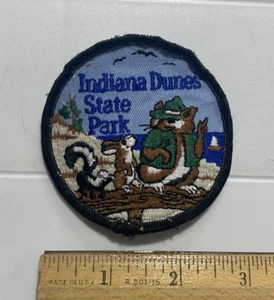 Indiana Dunes
State
Park
MADE IN U.S.A.
1
2
3